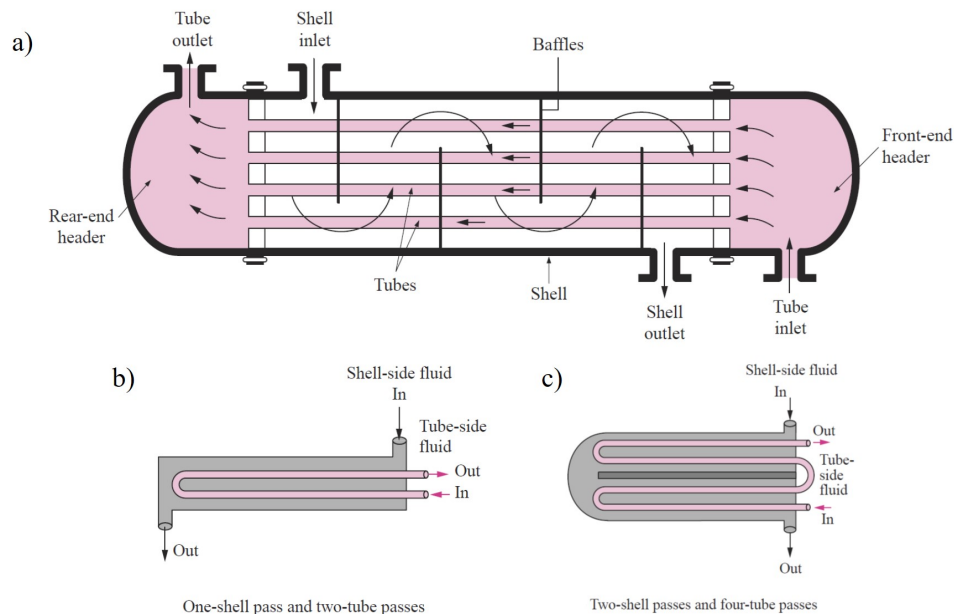 a)
Tube
outlet
Shell
inlet
Baffles
Front-end
header
Rear-end
header
Tubes
Shell
Shell
outlet
Tube
inlet
b)
Shell-side fluid
In
Tube-side
fluid
Out
In
Out
One-shell pass and two-tube passes
c)
Shell-side fluid
In
Out
Tube-
side
fluid
In
Out
Two-shell passes and four-tube passes